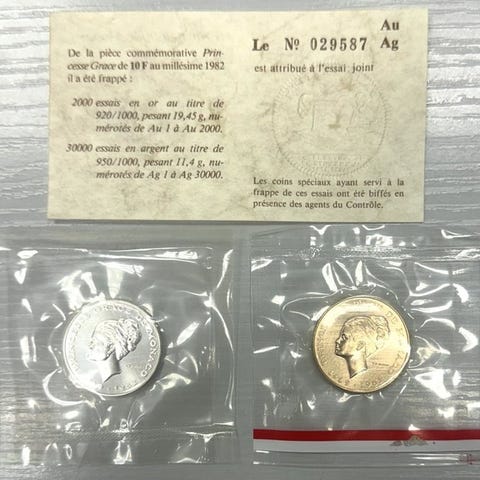 De la pièce commémorative Prin-
cesse Grace de 10 F au millésime 1982
il a été frappé :
2000 essais en or au titre de
920/1000, pesant 19,45 g, nu-
mérotés de Au 1 à Au 2000.
30000 essais en argent au titre de
950/1000, pesant 11,4 g, nu-
mérotés de Ag 1 à Ag 30000.
Au
Le Nº 029587 Ag
est attribué à l'essai joint
Les coins spéciaux ayant servi à la
frappe de ces essais ont été biffés en
présence des agents du Contrôle.